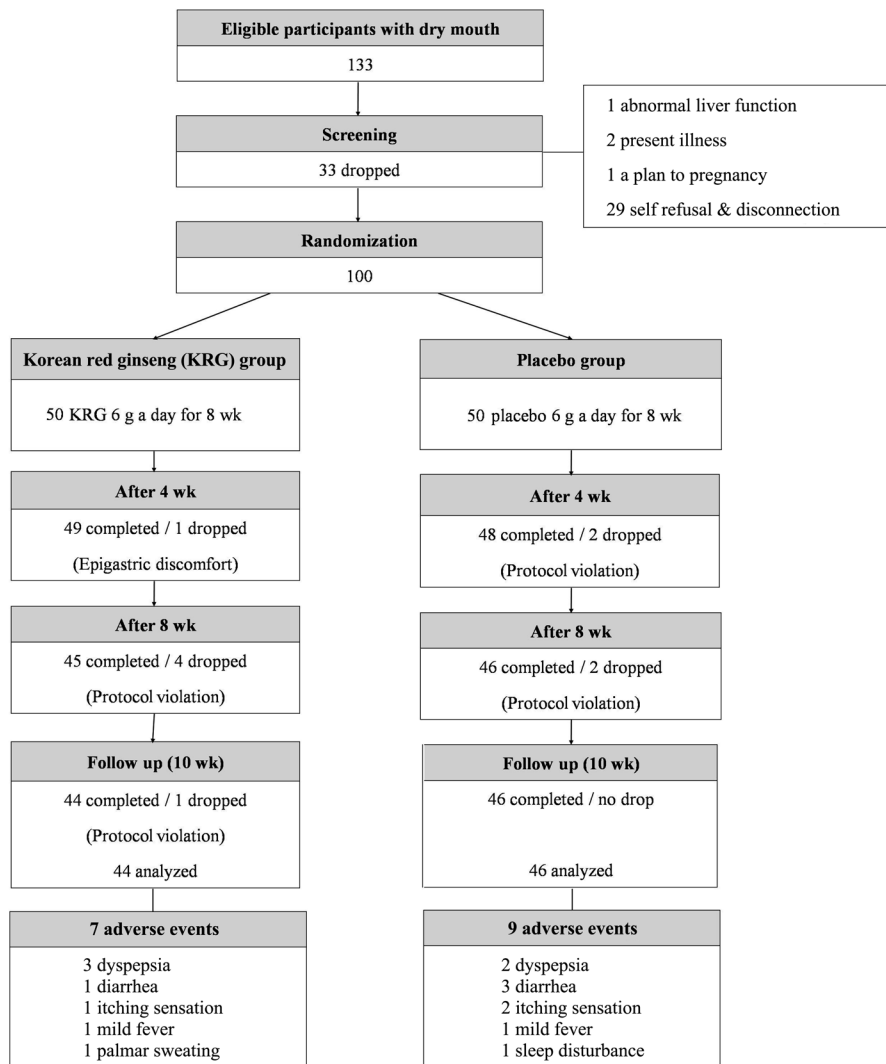 Eligible participants with dry mouth
133
Screening
33 dropped
1 abnormal liver function
2 present illness
1 a plan to pregnancy
29 self refusal & disconnection
Randomization
100
Korean red ginseng (KRG) group
50 KRG 6 g a day for 8 wk
After 4 wk
49 completed / 1 dropped
(Epigastric discomfort)
After 8 wk
45 completed / 4 dropped
(Protocol violation)
Follow up (10 wk)
44 completed / 1 dropped
(Protocol violation)
44 analyzed
7 adverse events
3 dyspepsia
1 diarrhea
1 itching sensation
1 mild fever
1 palmar sweating
Placebo group
50 placebo 6 g a day for 8 wk
After 4 wk
48 completed / 2 dropped
(Protocol violation)
After 8 wk
46 completed / 2 dropped
(Protocol violation)
Follow up (10 wk)
46 completed / no drop
46 analyzed
9 adverse events
2 dyspepsia
3 diarrhea
2 itching sensation
1 mild fever
1 sleep disturbance